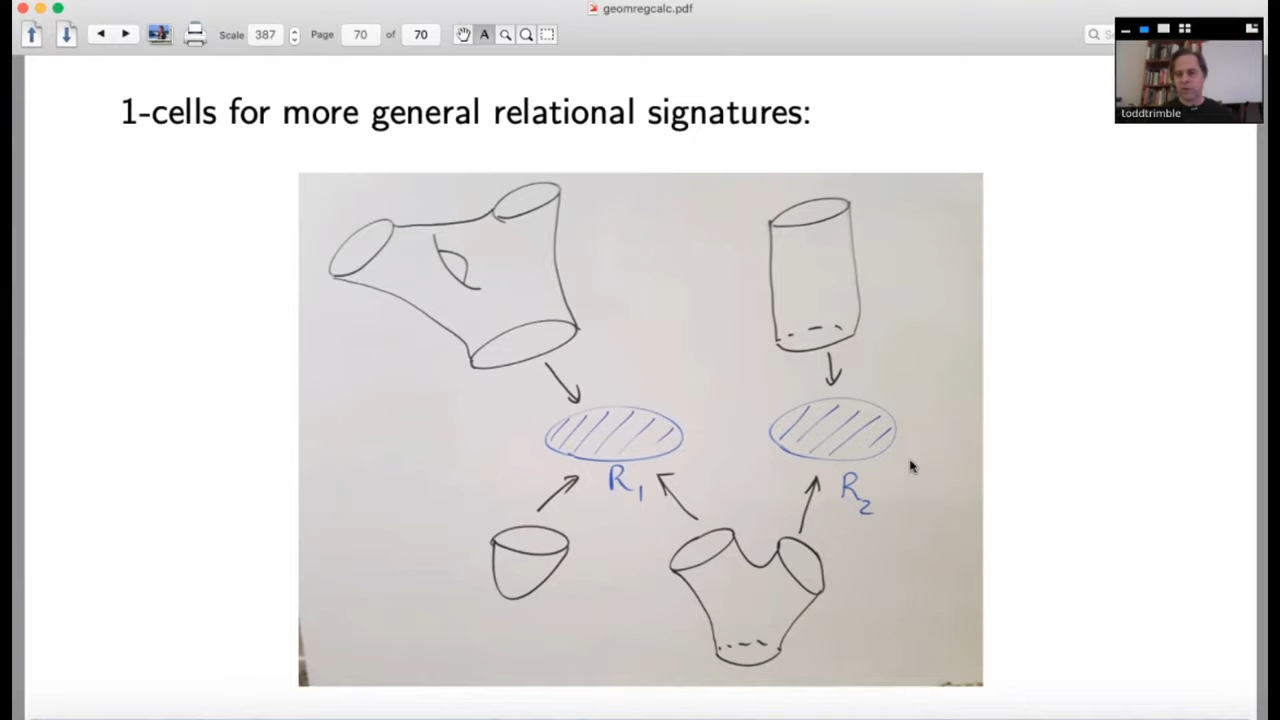 geomregcalc.pdf
Scale 387 Page 70 of 70
toddtrimble
1-cells for more general relational signatures:
R1
R2